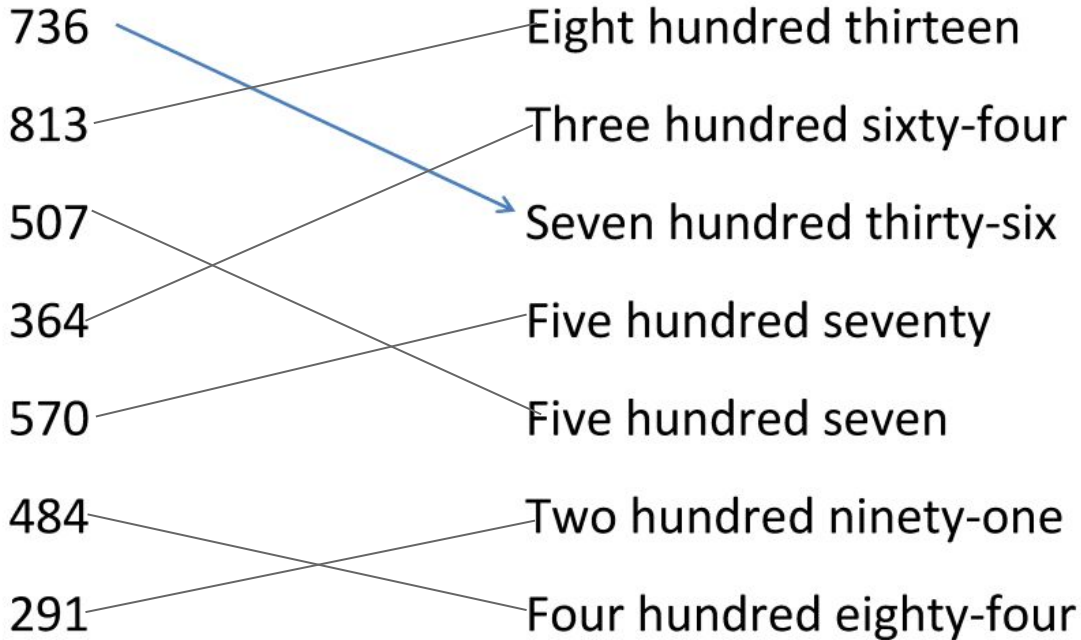 736 Eight hundred thirteen
813 Three hundred sixty-four
507 Seven hundred thirty-six
364 Five hundred seventy
570 Five hundred seven
484 Two hundred ninety-one
291 Four hundred eighty-four